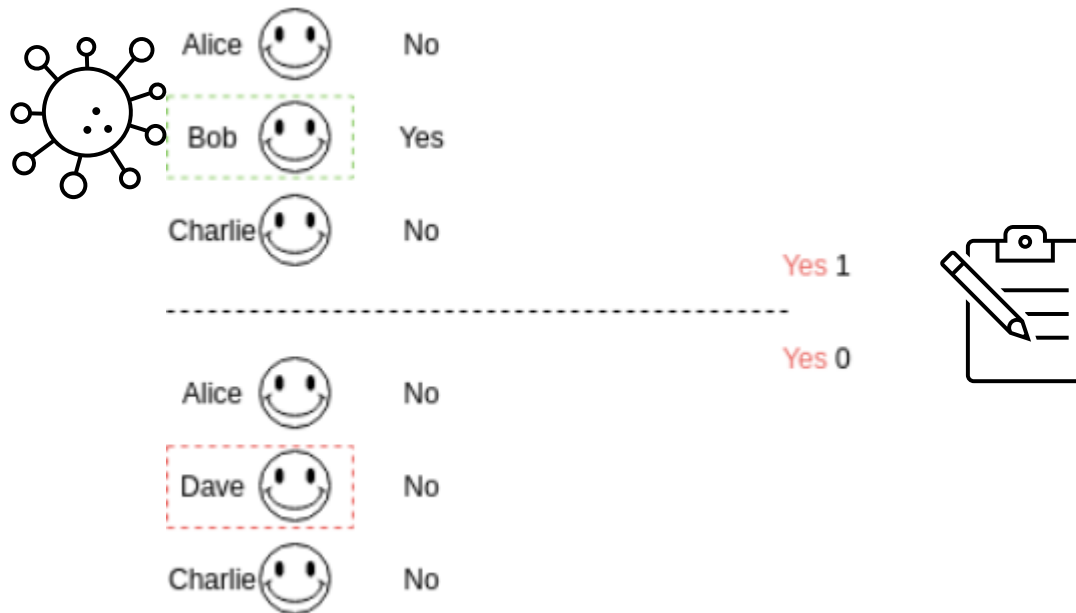 Alice No
Bob Yes
Charlie No
Yes 1
Yes 0
Alice No
Dave No
Charlie No